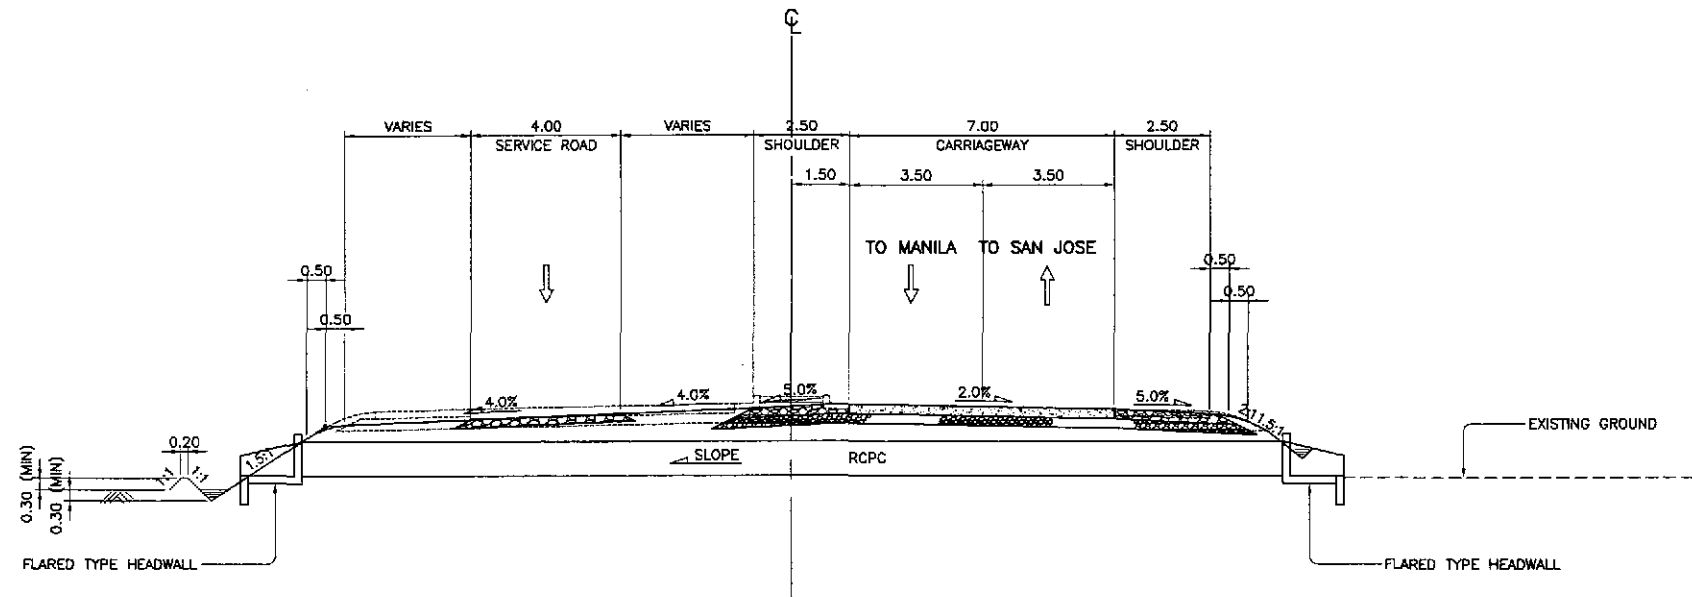 ℄
VARIES 4.00 VARIES 2.50 7.00 2.50
SERVICE ROAD SHOULDER CARRIAGEWAY SHOULDER
1.50 3.50 3.50
TO MANILA TO SAN JOSE
0.50 0.50
0.50
0.50
4.0% 4.0% 5.0% 2.0% 5.0%
2:1 1.5:1
EXISTING GROUND
0.20
1:1 1:1
1.5:1
SLOPE RCPC
0.30 (MIN)
0.30 (MIN)
FLARED TYPE HEADWALL
FLARED TYPE HEADWALL